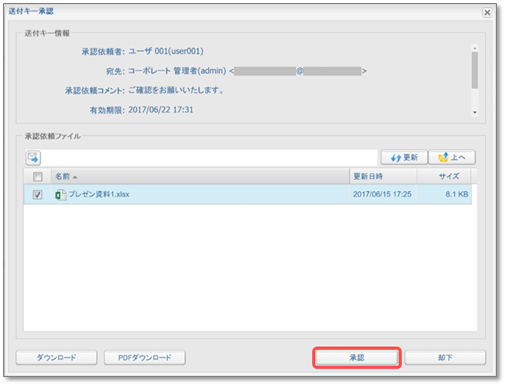 送付キー承認
送付キー情報
承認依頼者: ユーザ 001(user001)
宛先: コーポレート 管理者(admin) < @ >
承認依頼コメント: ご確認をお願いいたします。
有効期限: 2017/06/22 17:31
承認依頼ファイル
更新 上へ
名前 更新日時 サイズ
プレゼン資料1.xlsx 2017/06/15 17:25 8.1 KB
ダウンロード PDFダウンロード 承認 却下